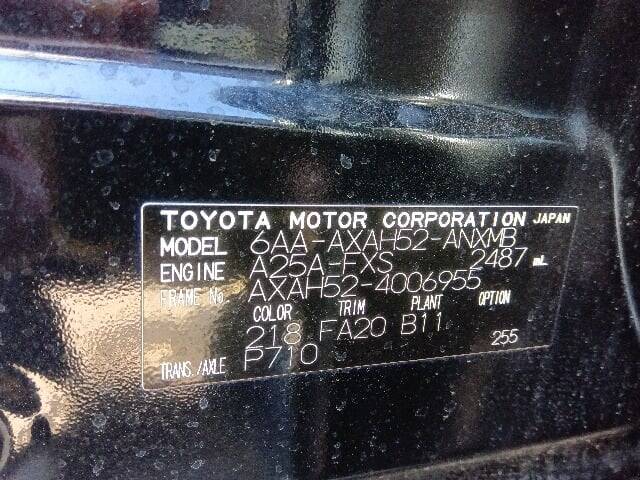 TOYOTA MOTOR CORPORATION JAPAN
MODEL 6AA-AXAH52-ANXMB
ENGINE A25A-FXS 2487 mL
FRAME No. AXAH52-4006955
COLOR TRIM PLANT OPTION
218 FA20 B11 255
TRANS./AXLE P710